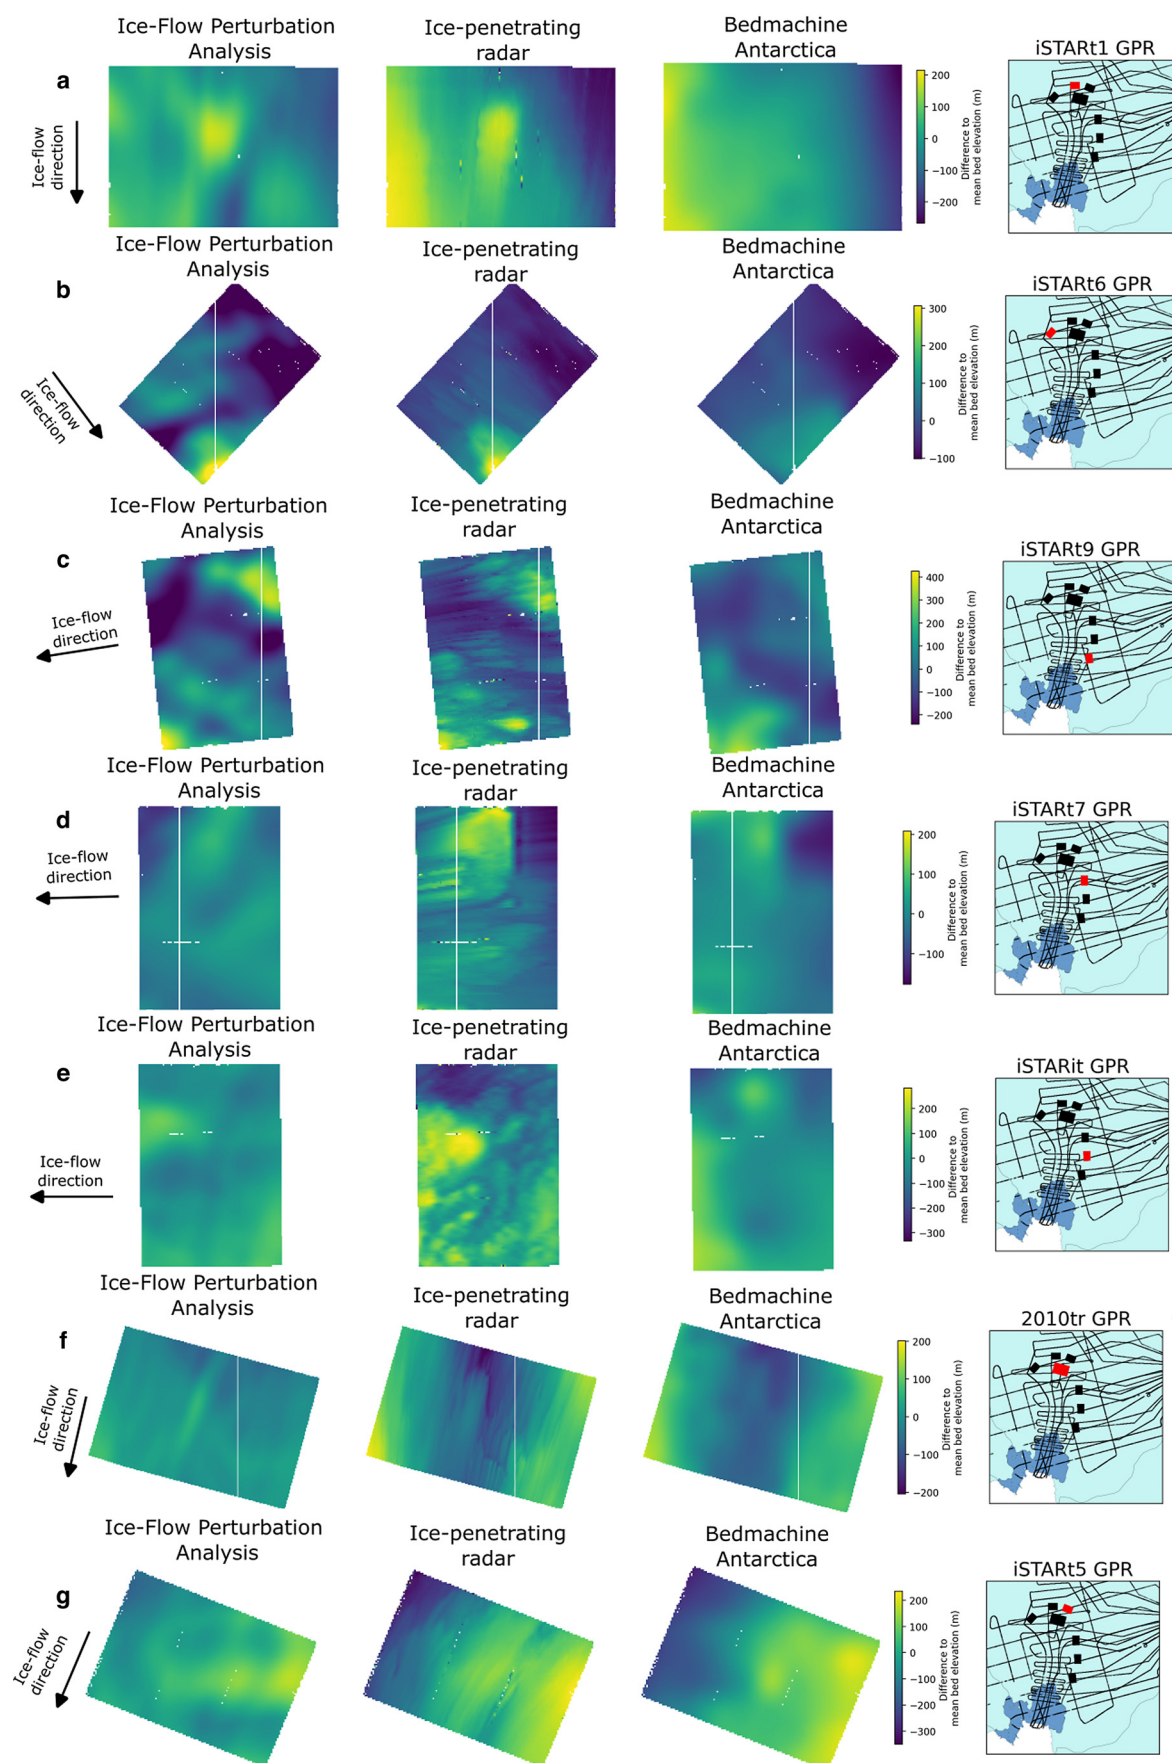 Ice-Flow Perturbation
Analysis
Ice-penetrating
radar
Bedmachine
Antarctica
iSTARt1 GPR
a
Ice-flow
direction
200
100
0
−100
−200
Difference to
mean bed elevation (m)
Ice-Flow Perturbation
Analysis
Ice-penetrating
radar
Bedmachine
Antarctica
iSTARt6 GPR
b
Ice-flow
direction
300
200
100
0
−100
Difference to
mean bed elevation (m)
Ice-Flow Perturbation
Analysis
Ice-penetrating
radar
Bedmachine
Antarctica
iSTARt9 GPR
c
Ice-flow
direction
400
300
200
100
0
−100
−200
Difference to
mean bed elevation (m)
Ice-Flow Perturbation
Analysis
Ice-penetrating
radar
Bedmachine
Antarctica
iSTARt7 GPR
d
Ice-flow
direction
200
100
0
−100
Difference to
mean bed elevation (m)
Ice-Flow Perturbation
Analysis
Ice-penetrating
radar
Bedmachine
Antarctica
iSTARit GPR
e
Ice-flow
direction
200
100
0
−100
−200
−300
Difference to
mean bed elevation (m)
Ice-Flow Perturbation
Analysis
Ice-penetrating
radar
Bedmachine
Antarctica
2010tr GPR
f
Ice-flow
direction
200
100
0
−100
−200
Difference to
mean bed elevation (m)
Ice-Flow Perturbation
Analysis
Ice-penetrating
radar
Bedmachine
Antarctica
iSTARt5 GPR
g
Ice-flow
direction
200
100
0
−100
−200
−300
Difference to
mean bed elevation (m)